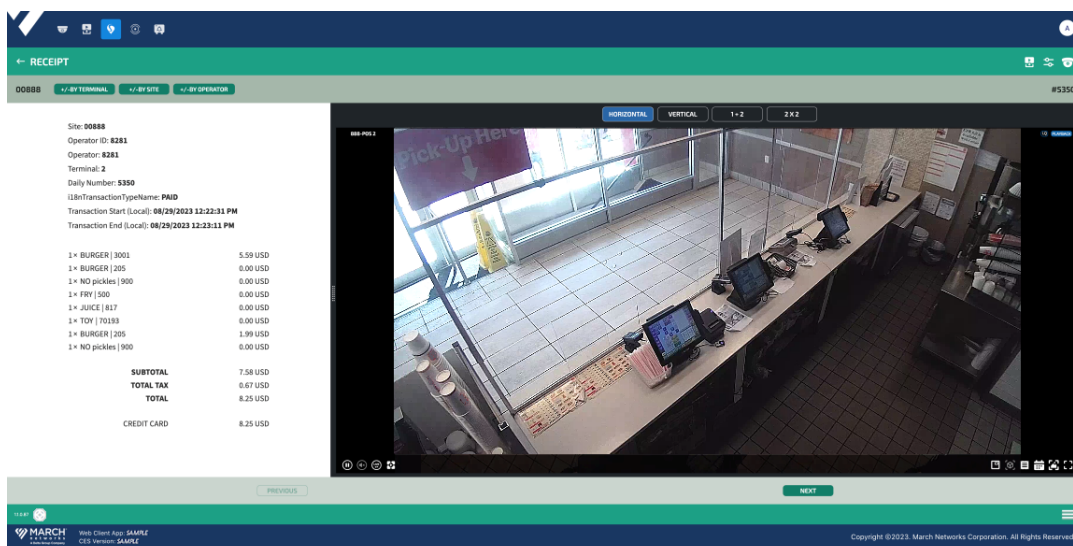 A
← RECEIPT
00888 +/-BY TERMINAL +/-BY SITE +/-BY OPERATOR #5350
HORIZONTAL VERTICAL 1 + 2 2 X 2
Site: 00888
Operator ID: 8281
Operator: 8281
Terminal: 2
Daily Number: 5350
i18nTransactionTypeName: PAID
Transaction Start (Local): 08/29/2023 12:22:31 PM
Transaction End (Local): 08/29/2023 12:23:11 PM
1× BURGER | 3001 5.59 USD
1× BURGER | 205 0.00 USD
1× NO pickles | 900 0.00 USD
1× FRY | 500 0.00 USD
1× JUICE | 817 0.00 USD
1× TOY | 70193 0.00 USD
1× BURGER | 205 1.99 USD
1× NO pickles | 900 0.00 USD
SUBTOTAL 7.58 USD
TOTAL TAX 0.67 USD
TOTAL 8.25 USD
CREDIT CARD 8.25 USD
888-POS 2 PLAYBACK
Pick-Up Here
PREVIOUS NEXT
MARCH networks
Web Client App: SAMPLE
CES Version: SAMPLE
Copyright ©2023. March Networks Corporation. All Rights Reserved